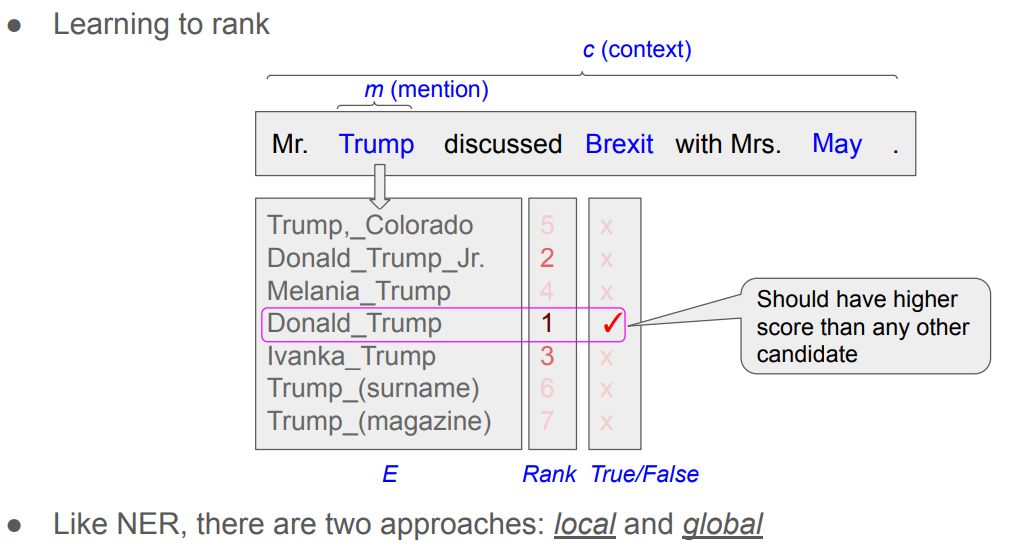 ● Learning to rank
c (context)
m (mention)
Mr. Trump discussed Brexit with Mrs. May .
Trump,_Colorado 5 x
Donald_Trump_Jr. 2 x
Melania_Trump 4 x
Donald_Trump 1 ✓
Ivanka_Trump 3 x
Trump_(surname) 6 x
Trump_(magazine) 7 x
Should have higher
score than any other
candidate
E Rank True/False
● Like NER, there are two approaches: local and global